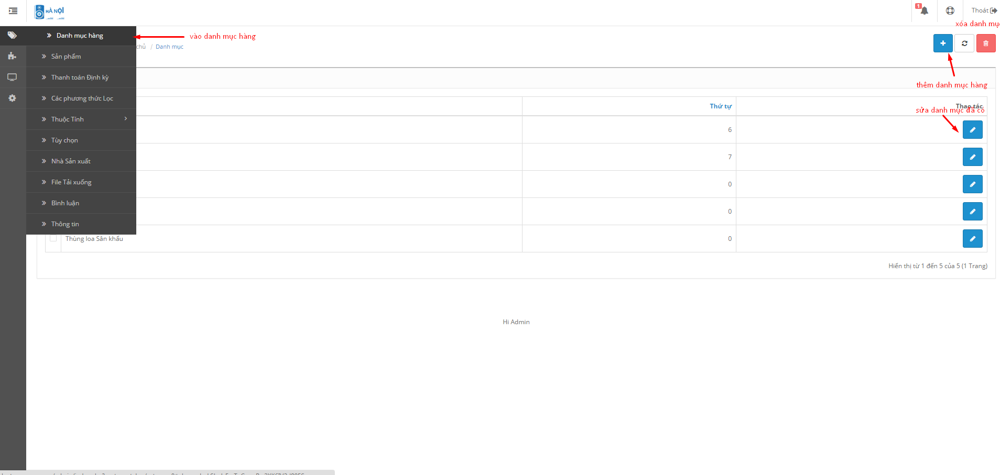 HÀ NỘI
1
Thoát
xóa danh mục
Danh mục hàng
vào danh mục hàng
chủ / Danh mục
Sản phẩm
Thanh toán Định kỳ
thêm danh mục hàng
Các phương thức Lọc
Thứ tự
Thao tác
sửa danh mục đã có
Thuộc Tính
6
Tùy chọn
Nhà Sản xuất
7
File Tải xuống
0
Bình luận
0
Thông tin
Thùng loa Sân khấu
0
Hiển thị từ 1 đến 5 của 5 (1 Trang)
Hi Admin